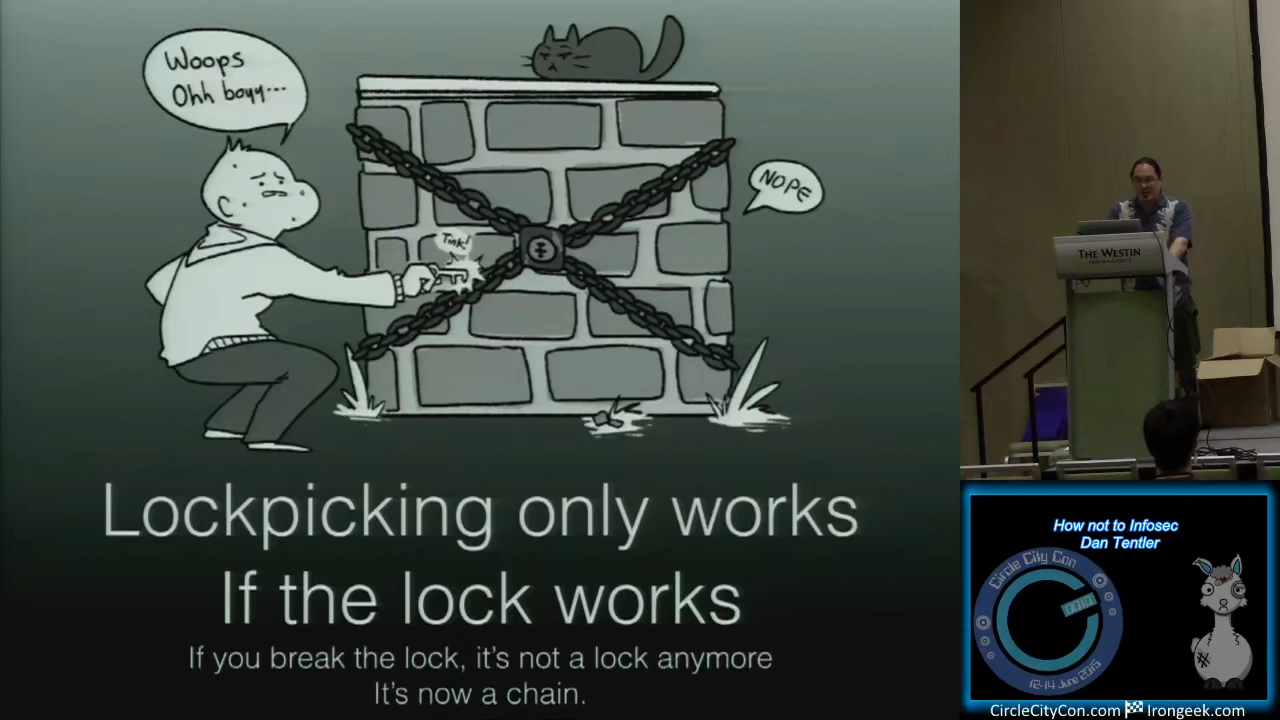 Woops
Ohh boyy...
NOPE
Tink!
Lockpicking only works
If the lock works
If you break the lock, it's not a lock anymore
It's now a chain.
THE WESTIN
INDIANAPOLIS
How not to Infosec
Dan Tentler
Circle City Con
12-14 June 2015
CircleCityCon.com Irongeek.com